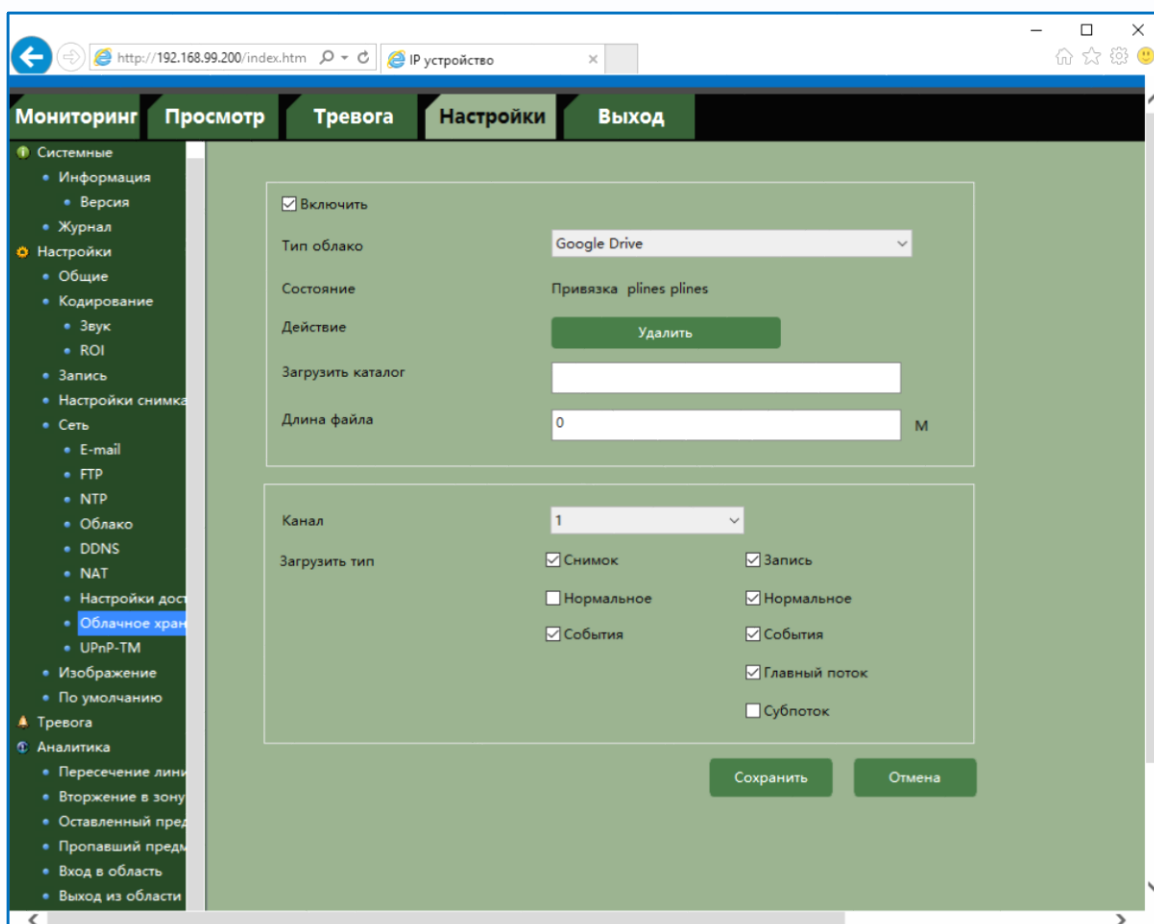 http://192.168.99.200/index.htm
IP устройство
Мониторинг Просмотр Тревога Настройки Выход
Системные
Информация
Версия
Журнал
Настройки
Общие
Кодирование
Звук
ROI
Запись
Настройки снимка
Сеть
E-mail
FTP
NTP
Облако
DDNS
NAT
Настройки дост
Облачное хран
UPnP-TM
Изображение
По умолчанию
Тревога
Аналитика
Пересечение лини
Вторжение в зону
Оставленный пред
Пропавший предм
Вход в область
Выход из области
Включить
Тип облако Google Drive
Состояние Привязка plines plines
Действие Удалить
Загрузить каталог
Длина файла 0 M
Канал 1
Загрузить тип Снимок Запись
Нормальное Нормальное
События События
Главный поток
Субпоток
Сохранить Отмена